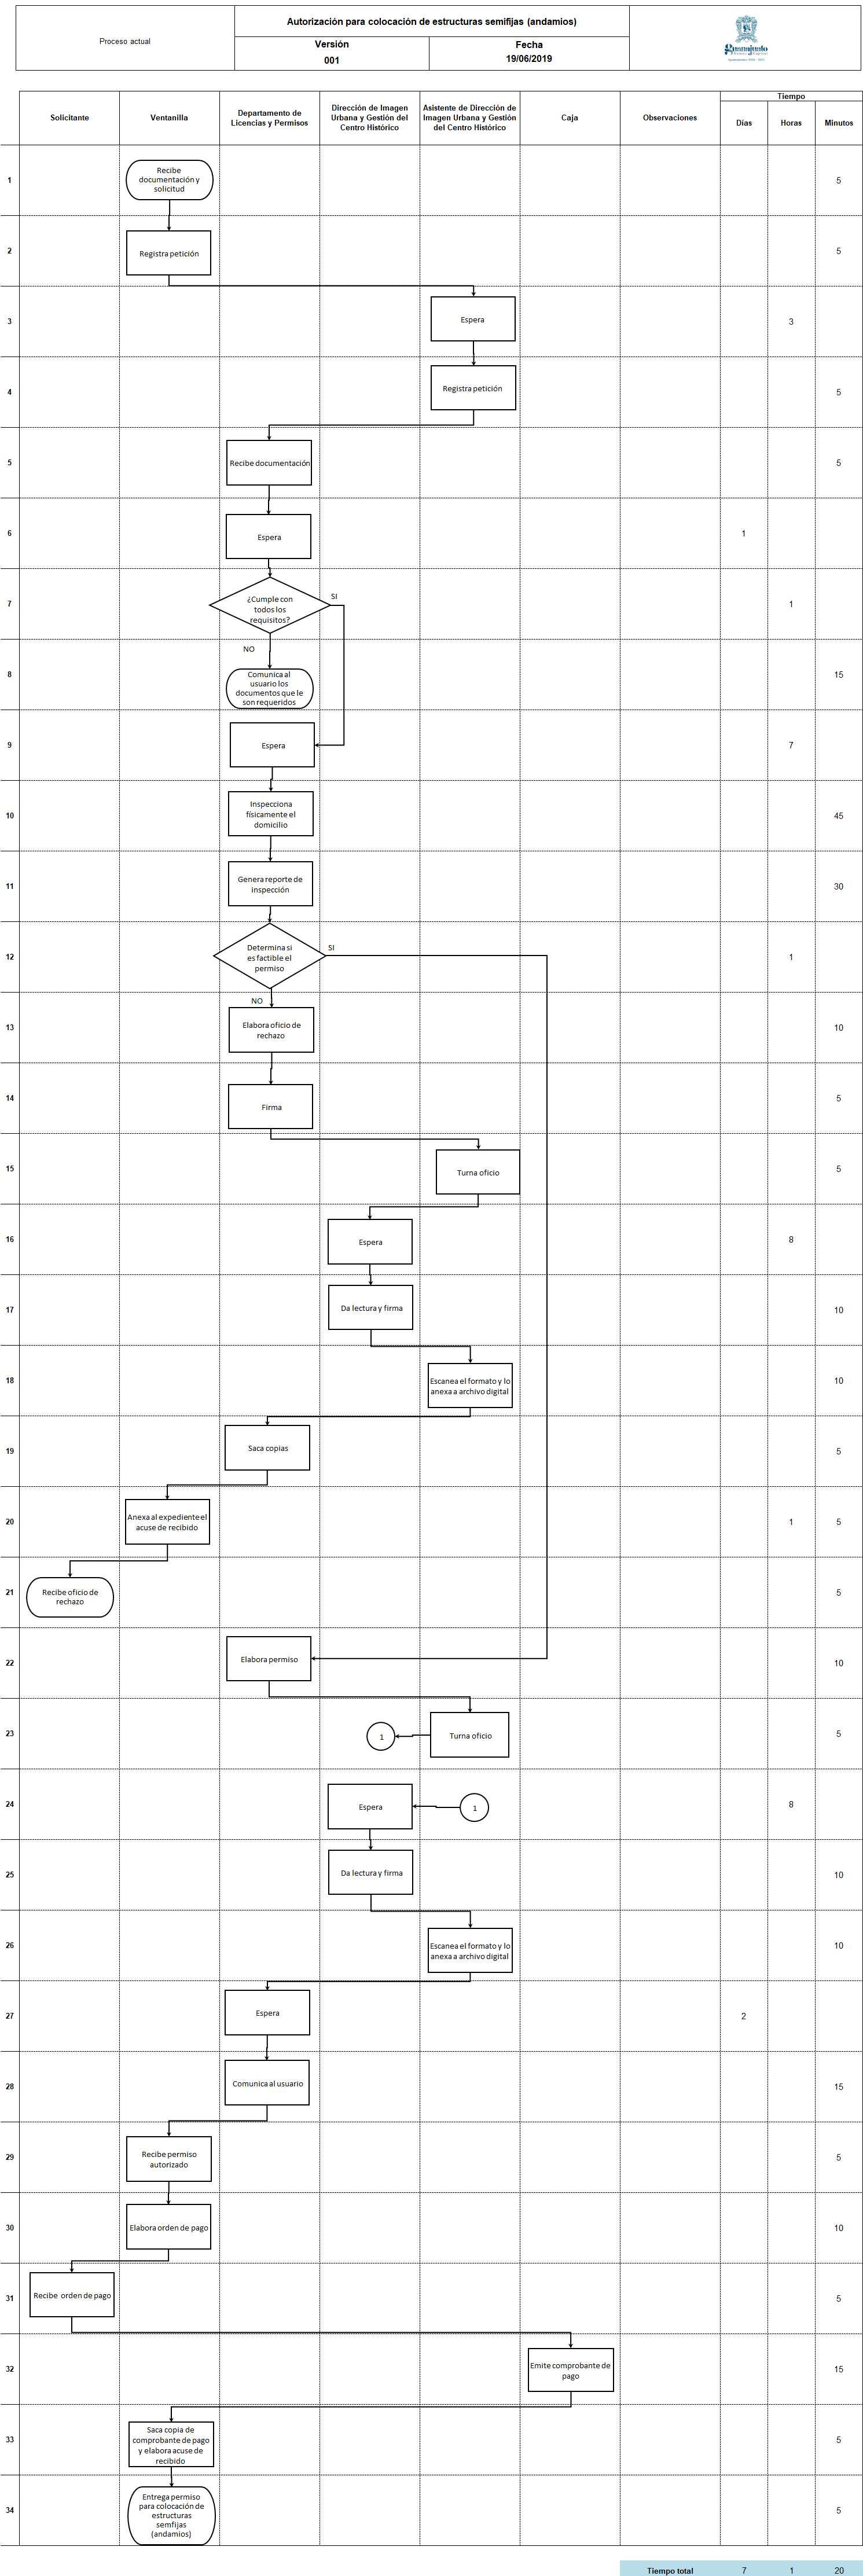 Proceso actual
Autorización para colocación de estructuras semifijas (andamios)
Versión
001
Fecha
19/06/2019
Guanajuato
Solicitante
Ventanilla
Departamento de
Licencias y Permisos
Dirección de Imagen
Urbana y Gestión del
Centro Histórico
Asistente de Dirección de
Imagen Urbana y Gestión
del Centro Histórico
Caja
Observaciones
Tiempo
Días
Horas
Minutos
1
Recibe
documentación y
solicitud
5
2
Registra petición
5
3
Espera
3
4
Registra petición
5
5
Recibe documentación
5
6
Espera
1
7
¿Cumple con
todos los
requisitos?
SI
1
NO
8
Comunica al
usuario los
documentos que le
son requeridos
15
9
Espera
7
10
Inspecciona
físicamente el
domicilio
45
11
Genera reporte de
inspección
30
12
Determina si
es factible el
permiso
SI
1
NO
13
Elabora oficio de
rechazo
10
14
Firma
5
15
Turna oficio
5
16
Espera
8
17
Da lectura y firma
10
18
Escanea el formato y lo
anexa a archivo digital
10
19
Saca copias
5
20
Anexa al expediente el
acuse de recibido
1
5
21
Recibe oficio de
rechazo
5
22
Elabora permiso
10
23
1
Turna oficio
5
24
Espera
1
8
25
Da lectura y firma
10
26
Escanea el formato y lo
anexa a archivo digital
10
27
Espera
2
28
Comunica al usuario
15
29
Recibe permiso
autorizado
5
30
Elabora orden de pago
10
31
Recibe orden de pago
5
32
Emite comprobante de
pago
15
33
Saca copia de
comprobante de pago
y elabora acuse de
recibido
5
34
Entrega permiso
para colocación de
estructuras
semfijas
(andamios)
5
Tiempo total
7
1
20